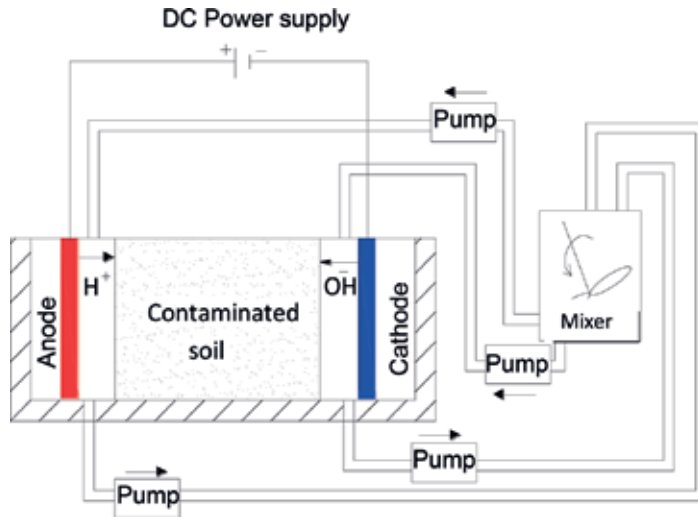 DC Power supply
+ −
Pump
H+
OH−
Anode
Contaminated
soil
Cathode
Mixer
Pump
Pump
Pump